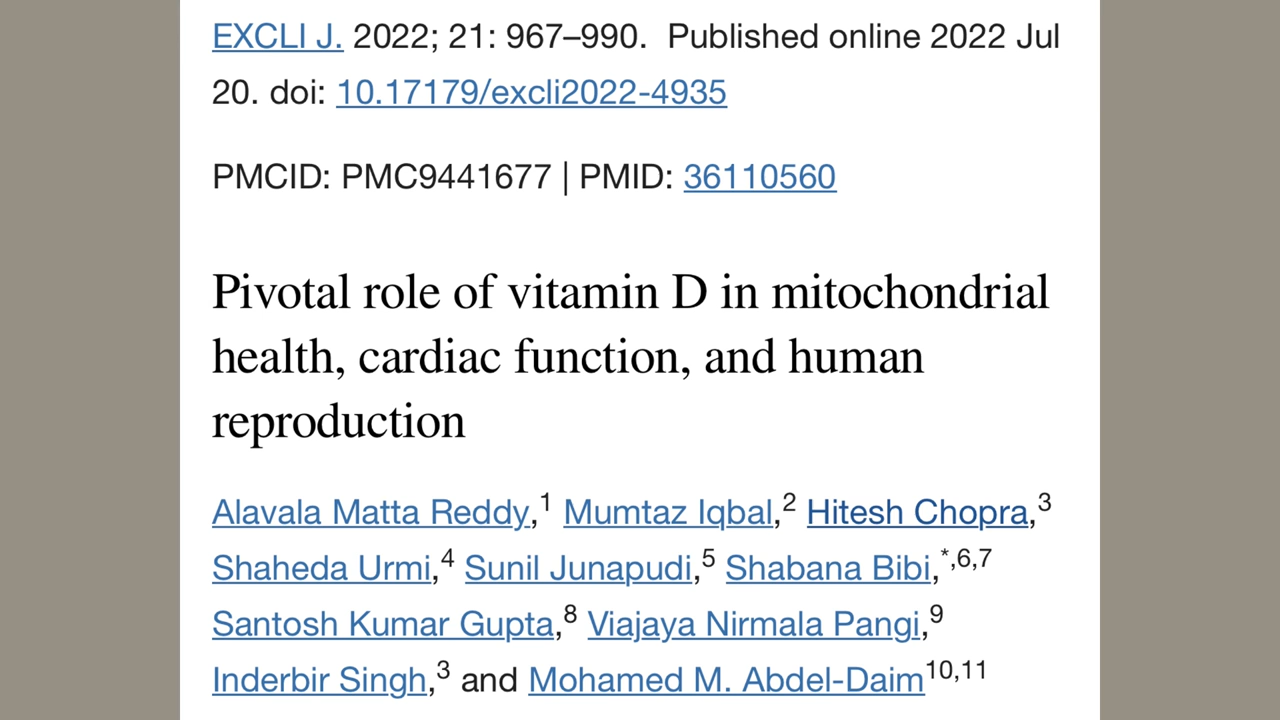 EXCLI J. 2022; 21: 967–990. Published online 2022 Jul
20. doi: 10.17179/excli2022-4935
PMCID: PMC9441677 | PMID: 36110560
Pivotal role of vitamin D in mitochondrial
health, cardiac function, and human
reproduction
Alavala Matta Reddy,1 Mumtaz Iqbal,2 Hitesh Chopra,3
Shaheda Urmi,4 Sunil Junapudi,5 Shabana Bibi,*,6,7
Santosh Kumar Gupta,8 Viajaya Nirmala Pangi,9
Inderbir Singh,3 and Mohamed M. Abdel-Daim10,11